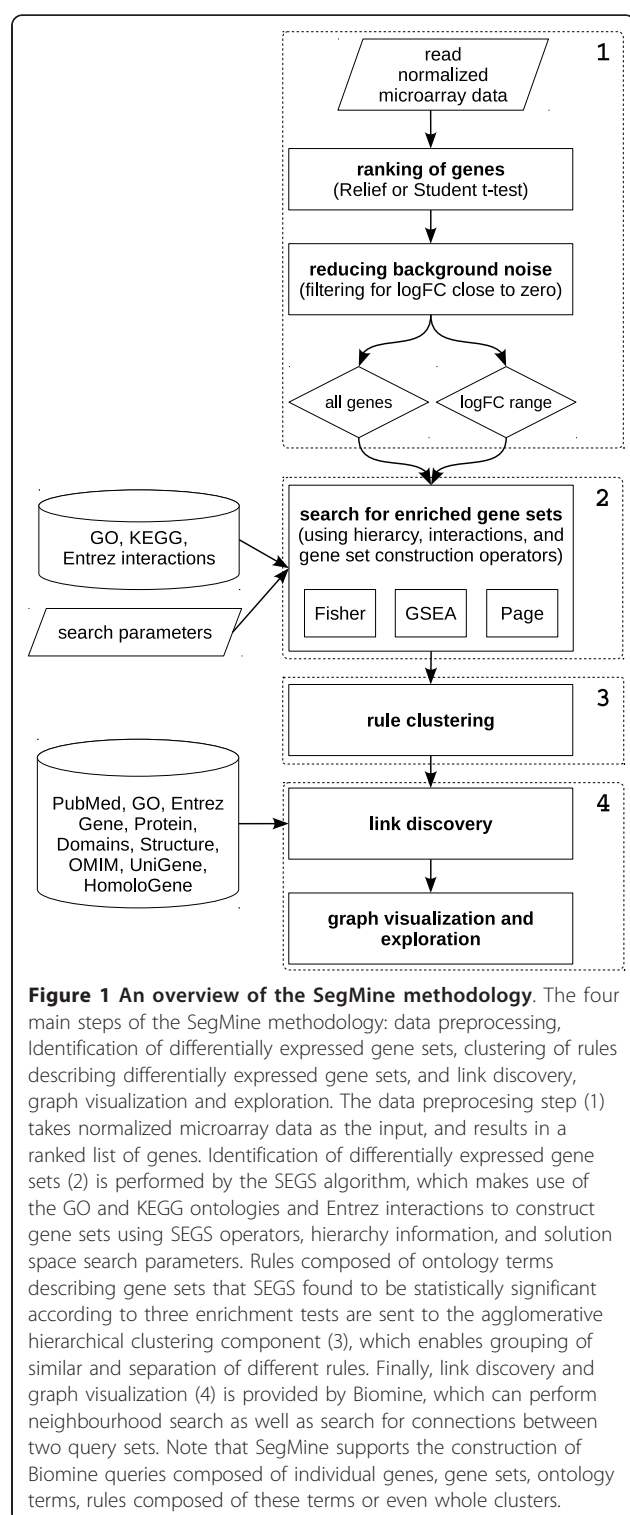 1
read
normalized
microarray data
ranking of genes
(Relief or Student t-test)
reducing background noise
(filtering for logFC close to zero)
all genes
logFC range
2
search for enriched gene sets
(using hierarcy, interactions, and
gene set construction operators)
Fisher
GSEA
Page
GO, KEGG,
Entrez interactions
search parameters
3
rule clustering
4
PubMed, GO, Entrez
Gene, Protein,
Domains, Structure,
OMIM, UniGene,
HomoloGene
link discovery
graph visualization and
exploration
Figure 1 An overview of the SegMine methodology. The four
main steps of the SegMine methodology: data preprocessing,
Identification of differentially expressed gene sets, clustering of rules
describing differentially expressed gene sets, and link discovery,
graph visualization and exploration. The data preprocesing step (1)
takes normalized microarray data as the input, and results in a
ranked list of genes. Identification of differentially expressed gene
sets (2) is performed by the SEGS algorithm, which makes use of
the GO and KEGG ontologies and Entrez interactions to construct
gene sets using SEGS operators, hierarchy information, and solution
space search parameters. Rules composed of ontology terms
describing gene sets that SEGS found to be statistically significant
according to three enrichment tests are sent to the agglomerative
hierarchical clustering component (3), which enables grouping of
similar and separation of different rules. Finally, link discovery and
graph visualization (4) is provided by Biomine, which can perform
neighbourhood search as well as search for connections between
two query sets. Note that SegMine supports the construction of
Biomine queries composed of individual genes, gene sets, ontology
terms, rules composed of these terms or even whole clusters.